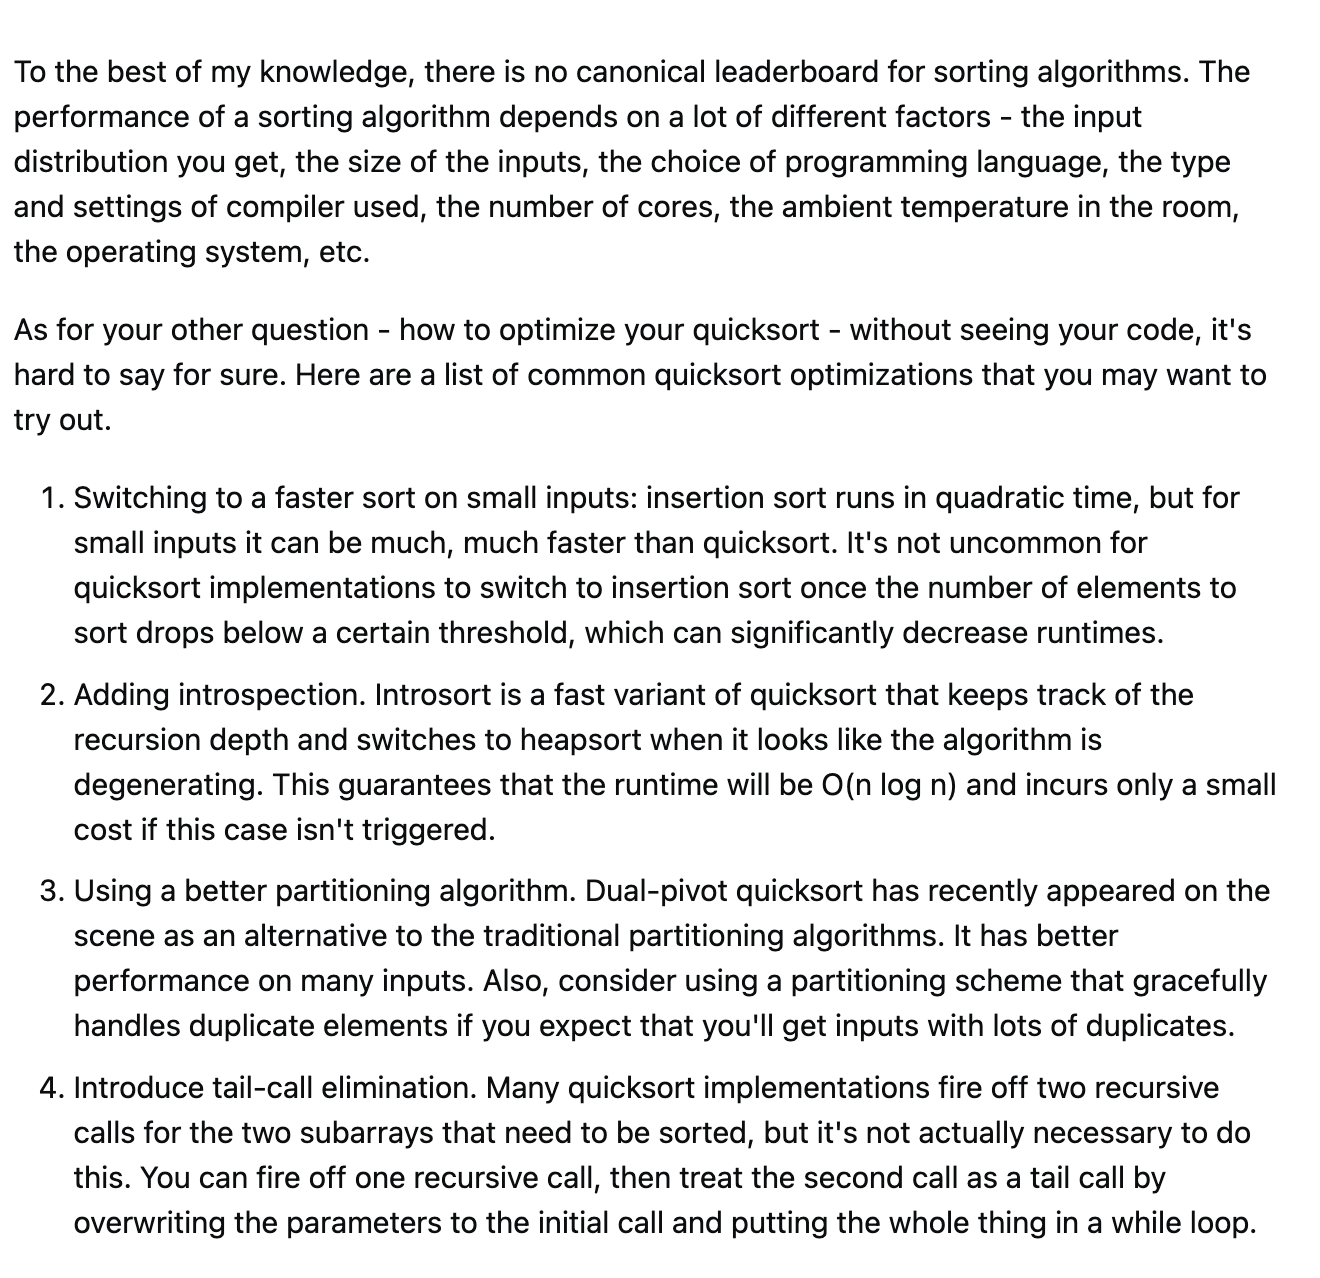 To the best of my knowledge, there is no canonical leaderboard for sorting algorithms. The
performance of a sorting algorithm depends on a lot of different factors - the input
distribution you get, the size of the inputs, the choice of programming language, the type
and settings of compiler used, the number of cores, the ambient temperature in the room,
the operating system, etc.
As for your other question - how to optimize your quicksort - without seeing your code, it's
hard to say for sure. Here are a list of common quicksort optimizations that you may want to
try out.
1. Switching to a faster sort on small inputs: insertion sort runs in quadratic time, but for
small inputs it can be much, much faster than quicksort. It's not uncommon for
quicksort implementations to switch to insertion sort once the number of elements to
sort drops below a certain threshold, which can significantly decrease runtimes.
2. Adding introspection. Introsort is a fast variant of quicksort that keeps track of the
recursion depth and switches to heapsort when it looks like the algorithm is
degenerating. This guarantees that the runtime will be O(n log n) and incurs only a small
cost if this case isn't triggered.
3. Using a better partitioning algorithm. Dual-pivot quicksort has recently appeared on the
scene as an alternative to the traditional partitioning algorithms. It has better
performance on many inputs. Also, consider using a partitioning scheme that gracefully
handles duplicate elements if you expect that you'll get inputs with lots of duplicates.
4. Introduce tail-call elimination. Many quicksort implementations fire off two recursive
calls for the two subarrays that need to be sorted, but it's not actually necessary to do
this. You can fire off one recursive call, then treat the second call as a tail call by
overwriting the parameters to the initial call and putting the whole thing in a while loop.